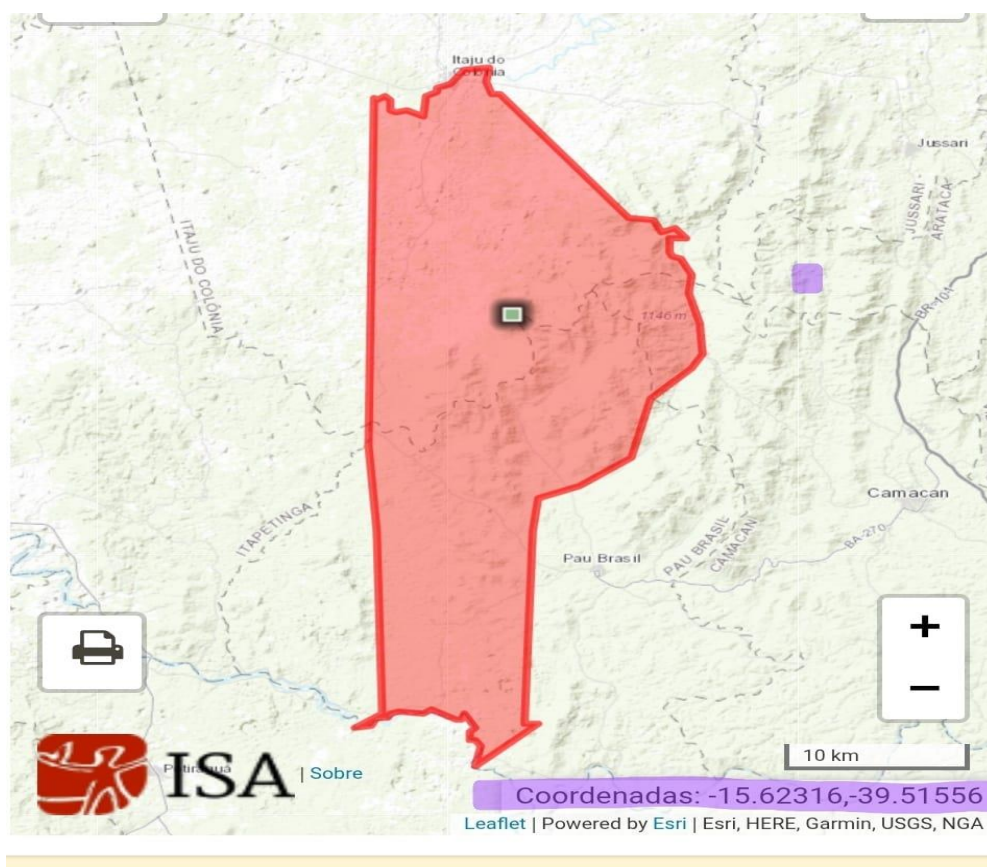 Itaju do
Colônia
Jussari
JUSSARI
ARATACA
ITAJU DO COLÔNIA
BR-101
1146 m
Camacan
ITAPETINGA
Pau Brasil
PAU BRASIL
CAMACAN
BA-270
+
−
10 km
Potiraguá
ISA | Sobre
Coordenadas: -15.62316,-39.51556
Leaflet | Powered by Esri | Esri, HERE, Garmin, USGS, NGA